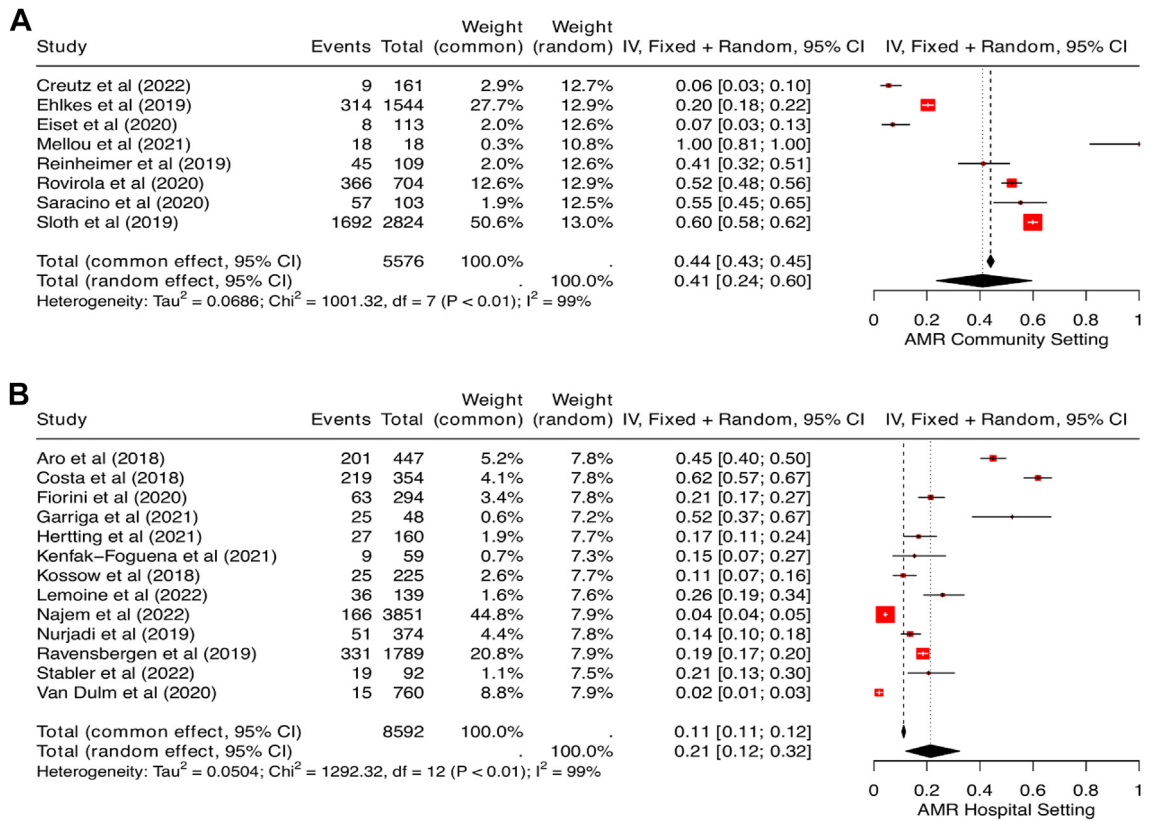 A
Weight Weight
Study Events Total (common) (random) IV, Fixed + Random, 95% CI IV, Fixed + Random, 95% CI
Creutz et al (2022) 9 161 2.9% 12.7% 0.06 [0.03; 0.10]
Ehlkes et al (2019) 314 1544 27.7% 12.9% 0.20 [0.18; 0.22]
Eiset et al (2020) 8 113 2.0% 12.6% 0.07 [0.03; 0.13]
Mellou et al (2021) 18 18 0.3% 10.8% 1.00 [0.81; 1.00]
Reinheimer et al (2019) 45 109 2.0% 12.6% 0.41 [0.32; 0.51]
Rovirola et al (2020) 366 704 12.6% 12.9% 0.52 [0.48; 0.56]
Saracino et al (2020) 57 103 1.9% 12.5% 0.55 [0.45; 0.65]
Sloth et al (2019) 1692 2824 50.6% 13.0% 0.60 [0.58; 0.62]
Total (common effect, 95% CI) 5576 100.0% . 0.44 [0.43; 0.45]
Total (random effect, 95% CI) . 100.0% 0.41 [0.24; 0.60]
Heterogeneity: Tau² = 0.0686; Chi² = 1001.32, df = 7 (P < 0.01); I² = 99%
0 0.2 0.4 0.6 0.8 1
AMR Community Setting
B
Weight Weight
Study Events Total (common) (random) IV, Fixed + Random, 95% CI IV, Fixed + Random, 95% CI
Aro et al (2018) 201 447 5.2% 7.8% 0.45 [0.40; 0.50]
Costa et al (2018) 219 354 4.1% 7.8% 0.62 [0.57; 0.67]
Fiorini et al (2020) 63 294 3.4% 7.8% 0.21 [0.17; 0.27]
Garriga et al (2021) 25 48 0.6% 7.2% 0.52 [0.37; 0.67]
Hertting et al (2021) 27 160 1.9% 7.7% 0.17 [0.11; 0.24]
Kenfak−Foguena et al (2021) 9 59 0.7% 7.3% 0.15 [0.07; 0.27]
Kossow et al (2018) 25 225 2.6% 7.7% 0.11 [0.07; 0.16]
Lemoine et al (2022) 36 139 1.6% 7.6% 0.26 [0.19; 0.34]
Najem et al (2022) 166 3851 44.8% 7.9% 0.04 [0.04; 0.05]
Nurjadi et al (2019) 51 374 4.4% 7.8% 0.14 [0.10; 0.18]
Ravensbergen et al (2019) 331 1789 20.8% 7.9% 0.19 [0.17; 0.20]
Stabler et al (2022) 19 92 1.1% 7.5% 0.21 [0.13; 0.30]
Van Dulm et al (2020) 15 760 8.8% 7.9% 0.02 [0.01; 0.03]
Total (common effect, 95% CI) 8592 100.0% . 0.11 [0.11; 0.12]
Total (random effect, 95% CI) . 100.0% 0.21 [0.12; 0.32]
Heterogeneity: Tau² = 0.0504; Chi² = 1292.32, df = 12 (P < 0.01); I² = 99%
0 0.2 0.4 0.6 0.8 1
AMR Hospital Setting